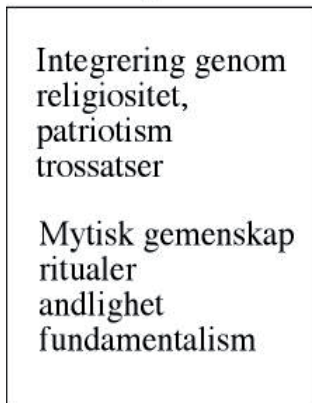 Integrering genom
religiositet,
patriotism
trossatser
Mytisk gemenskap
ritualer
andlighet
fundamentalism